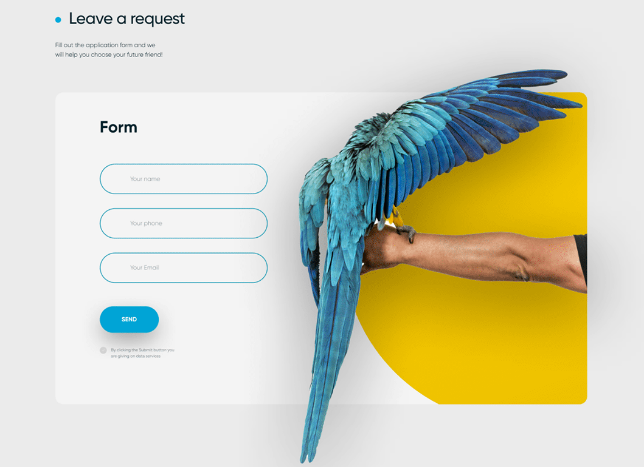 Leave a request
Fill out the application form and we
will help you choose your future friend!
Form
Your name
Your phone
Your Email
SEND
By clicking the Submit button you
are giving int data services